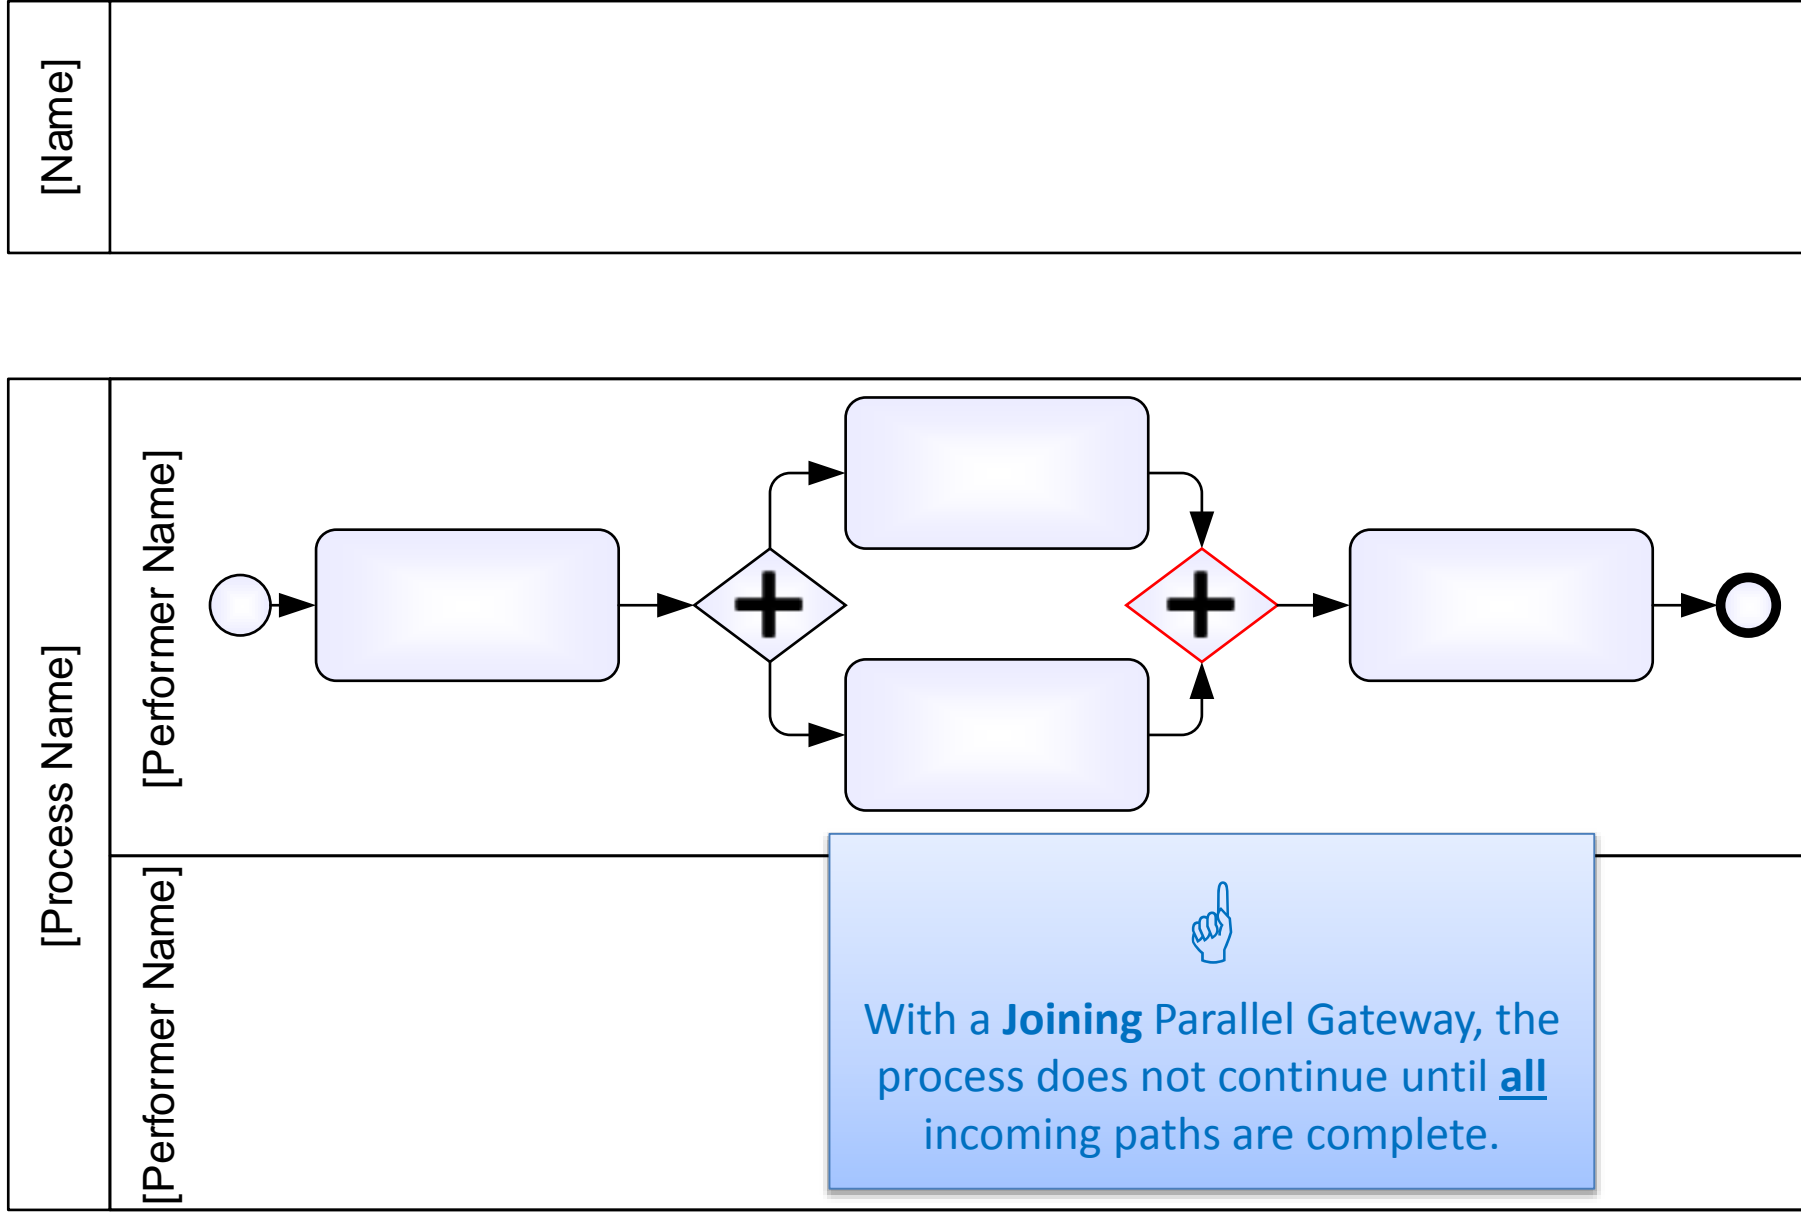 [Name]
[Process Name]
[Performer Name]
[Performer Name]
With a Joining Parallel Gateway, the
process does not continue until all
incoming paths are complete.